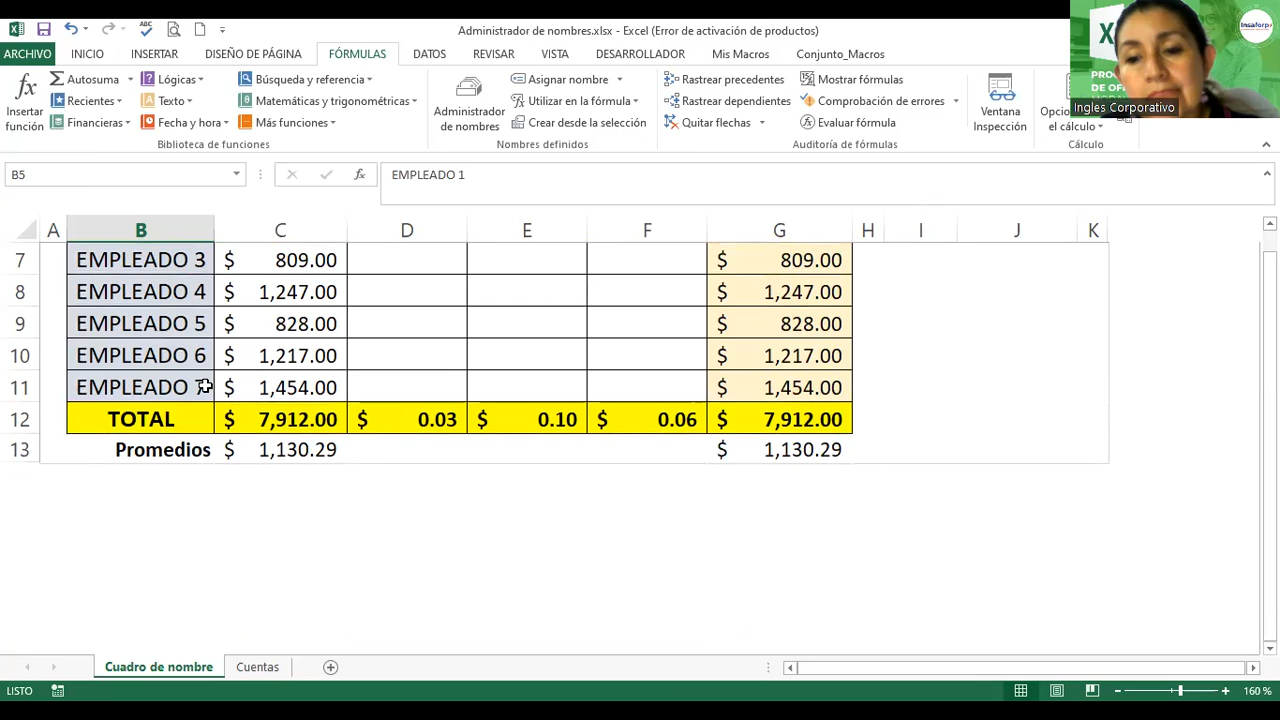 Administrador de nombres.xlsx - Excel (Error de activación de productos)
ARCHIVO INICIO INSERTAR DISEÑO DE PÁGINA FÓRMULAS DATOS REVISAR VISTA DESARROLLADOR Mis Macros Conjunto_Macros
Insertar función
Autosuma
Recientes
Financieras
Lógicas
Texto
Fecha y hora
Búsqueda y referencia
Matemáticas y trigonométricas
Más funciones
Biblioteca de funciones
Administrador de nombres
Asignar nombre
Utilizar en la fórmula
Crear desde la selección
Nombres definidos
Rastrear precedentes
Rastrear dependientes
Quitar flechas
Mostrar fórmulas
Comprobación de errores
Evaluar fórmula
Auditoría de fórmulas
Ventana Inspección
el cálculo
Cálculo
Insaforp
Ingles Corporativo
B5 fx EMPLEADO 1
A B C D E F G H I J K
7 EMPLEADO 3 $ 809.00 $ 809.00
8 EMPLEADO 4 $ 1,247.00 $ 1,247.00
9 EMPLEADO 5 $ 828.00 $ 828.00
10 EMPLEADO 6 $ 1,217.00 $ 1,217.00
11 EMPLEADO 7 $ 1,454.00 $ 1,454.00
12 TOTAL $ 7,912.00 $ 0.03 $ 0.10 $ 0.06 $ 7,912.00
13 Promedios $ 1,130.29 $ 1,130.29
Cuadro de nombre Cuentas
LISTO 160 %